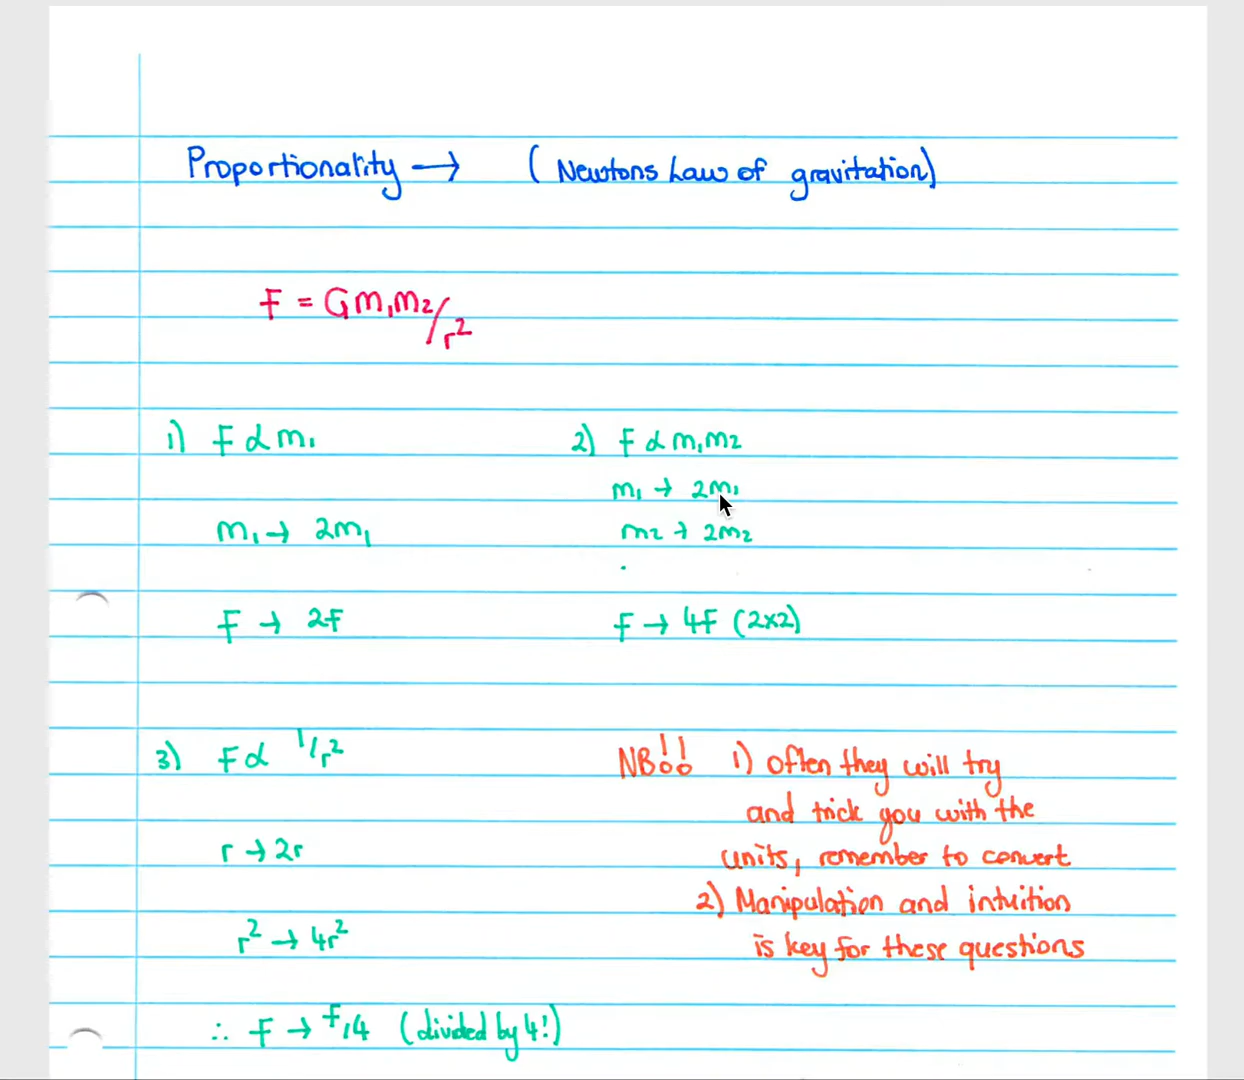 Proportionality → (Newtons Law of gravitation)
F = Gm₁m₂/r²
1) F ∝ m₁
m₁ → 2m₁
F → 2F
2) F ∝ m₁m₂
m₁ → 2m₁
m₂ → 2m₂
F → 4F (2x2)
3) F ∝ 1/r²
r → 2r
r² → 4r²
∴ F → F/4 (divided by 4!)
NB!! 1) often they will try
and trick you with the
units, remember to convert
2) Manipulation and intuition
is key for these questions